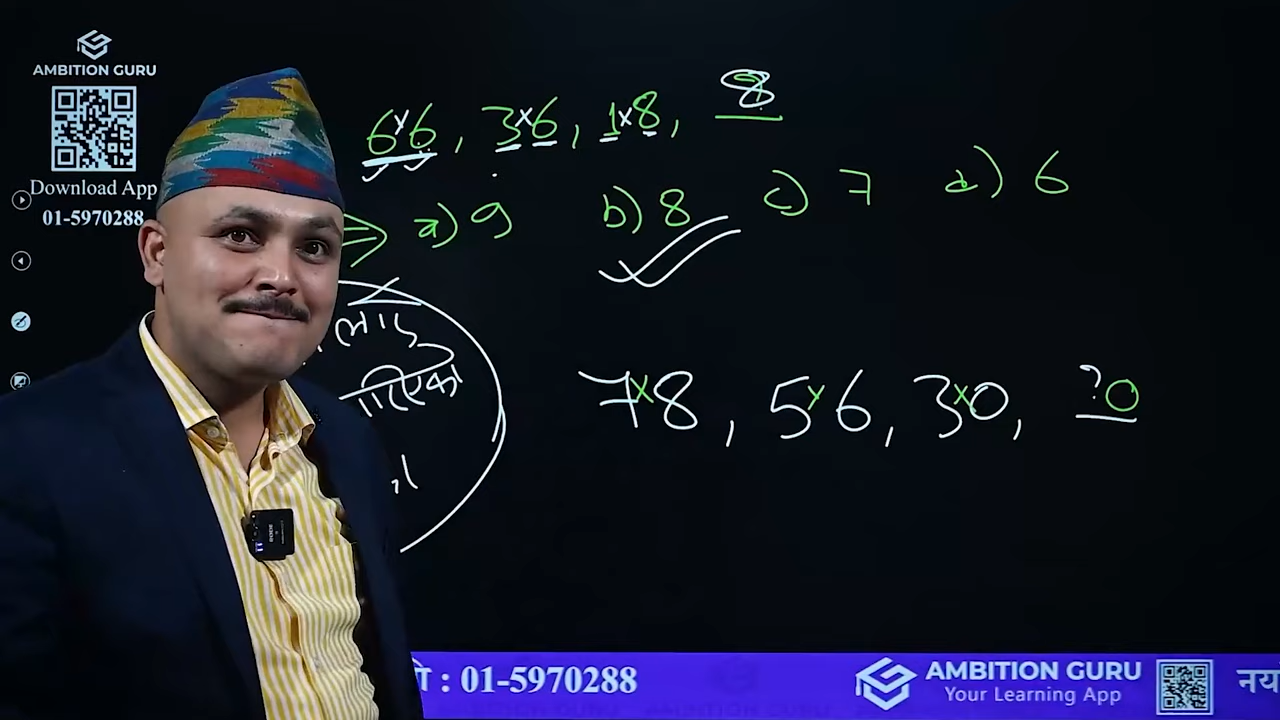 AMBITION GURU
Download App
01-5970288
6×6, 3×6, 1×8, 8
a) 9 b) 8 c) 7 d) 6
7×8, 5×6, 3×0, ?0
: 01-5970288
AMBITION GURU
Your Learning App